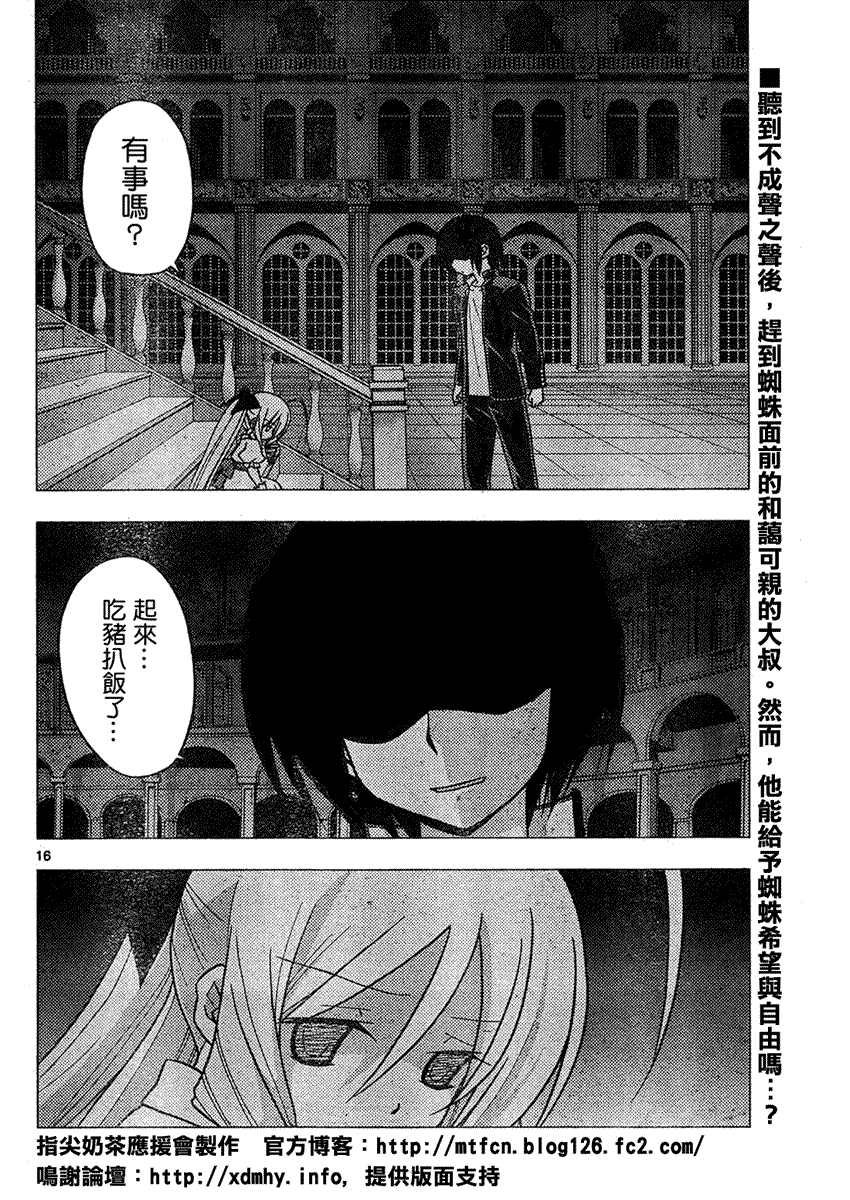 ■聽到不成聲之聲後，趕到蜘蛛面前的和藹可親的大叔。然而，他能給予蜘蛛希望與自由嗎…？
有事嗎？
起來…
吃豬扒飯了…
16
指尖奶茶應援會製作　官方博客：http://mtfcn.blog126.fc2.com/
鳴謝論壇：http://xdmhy.info, 提供版面支持